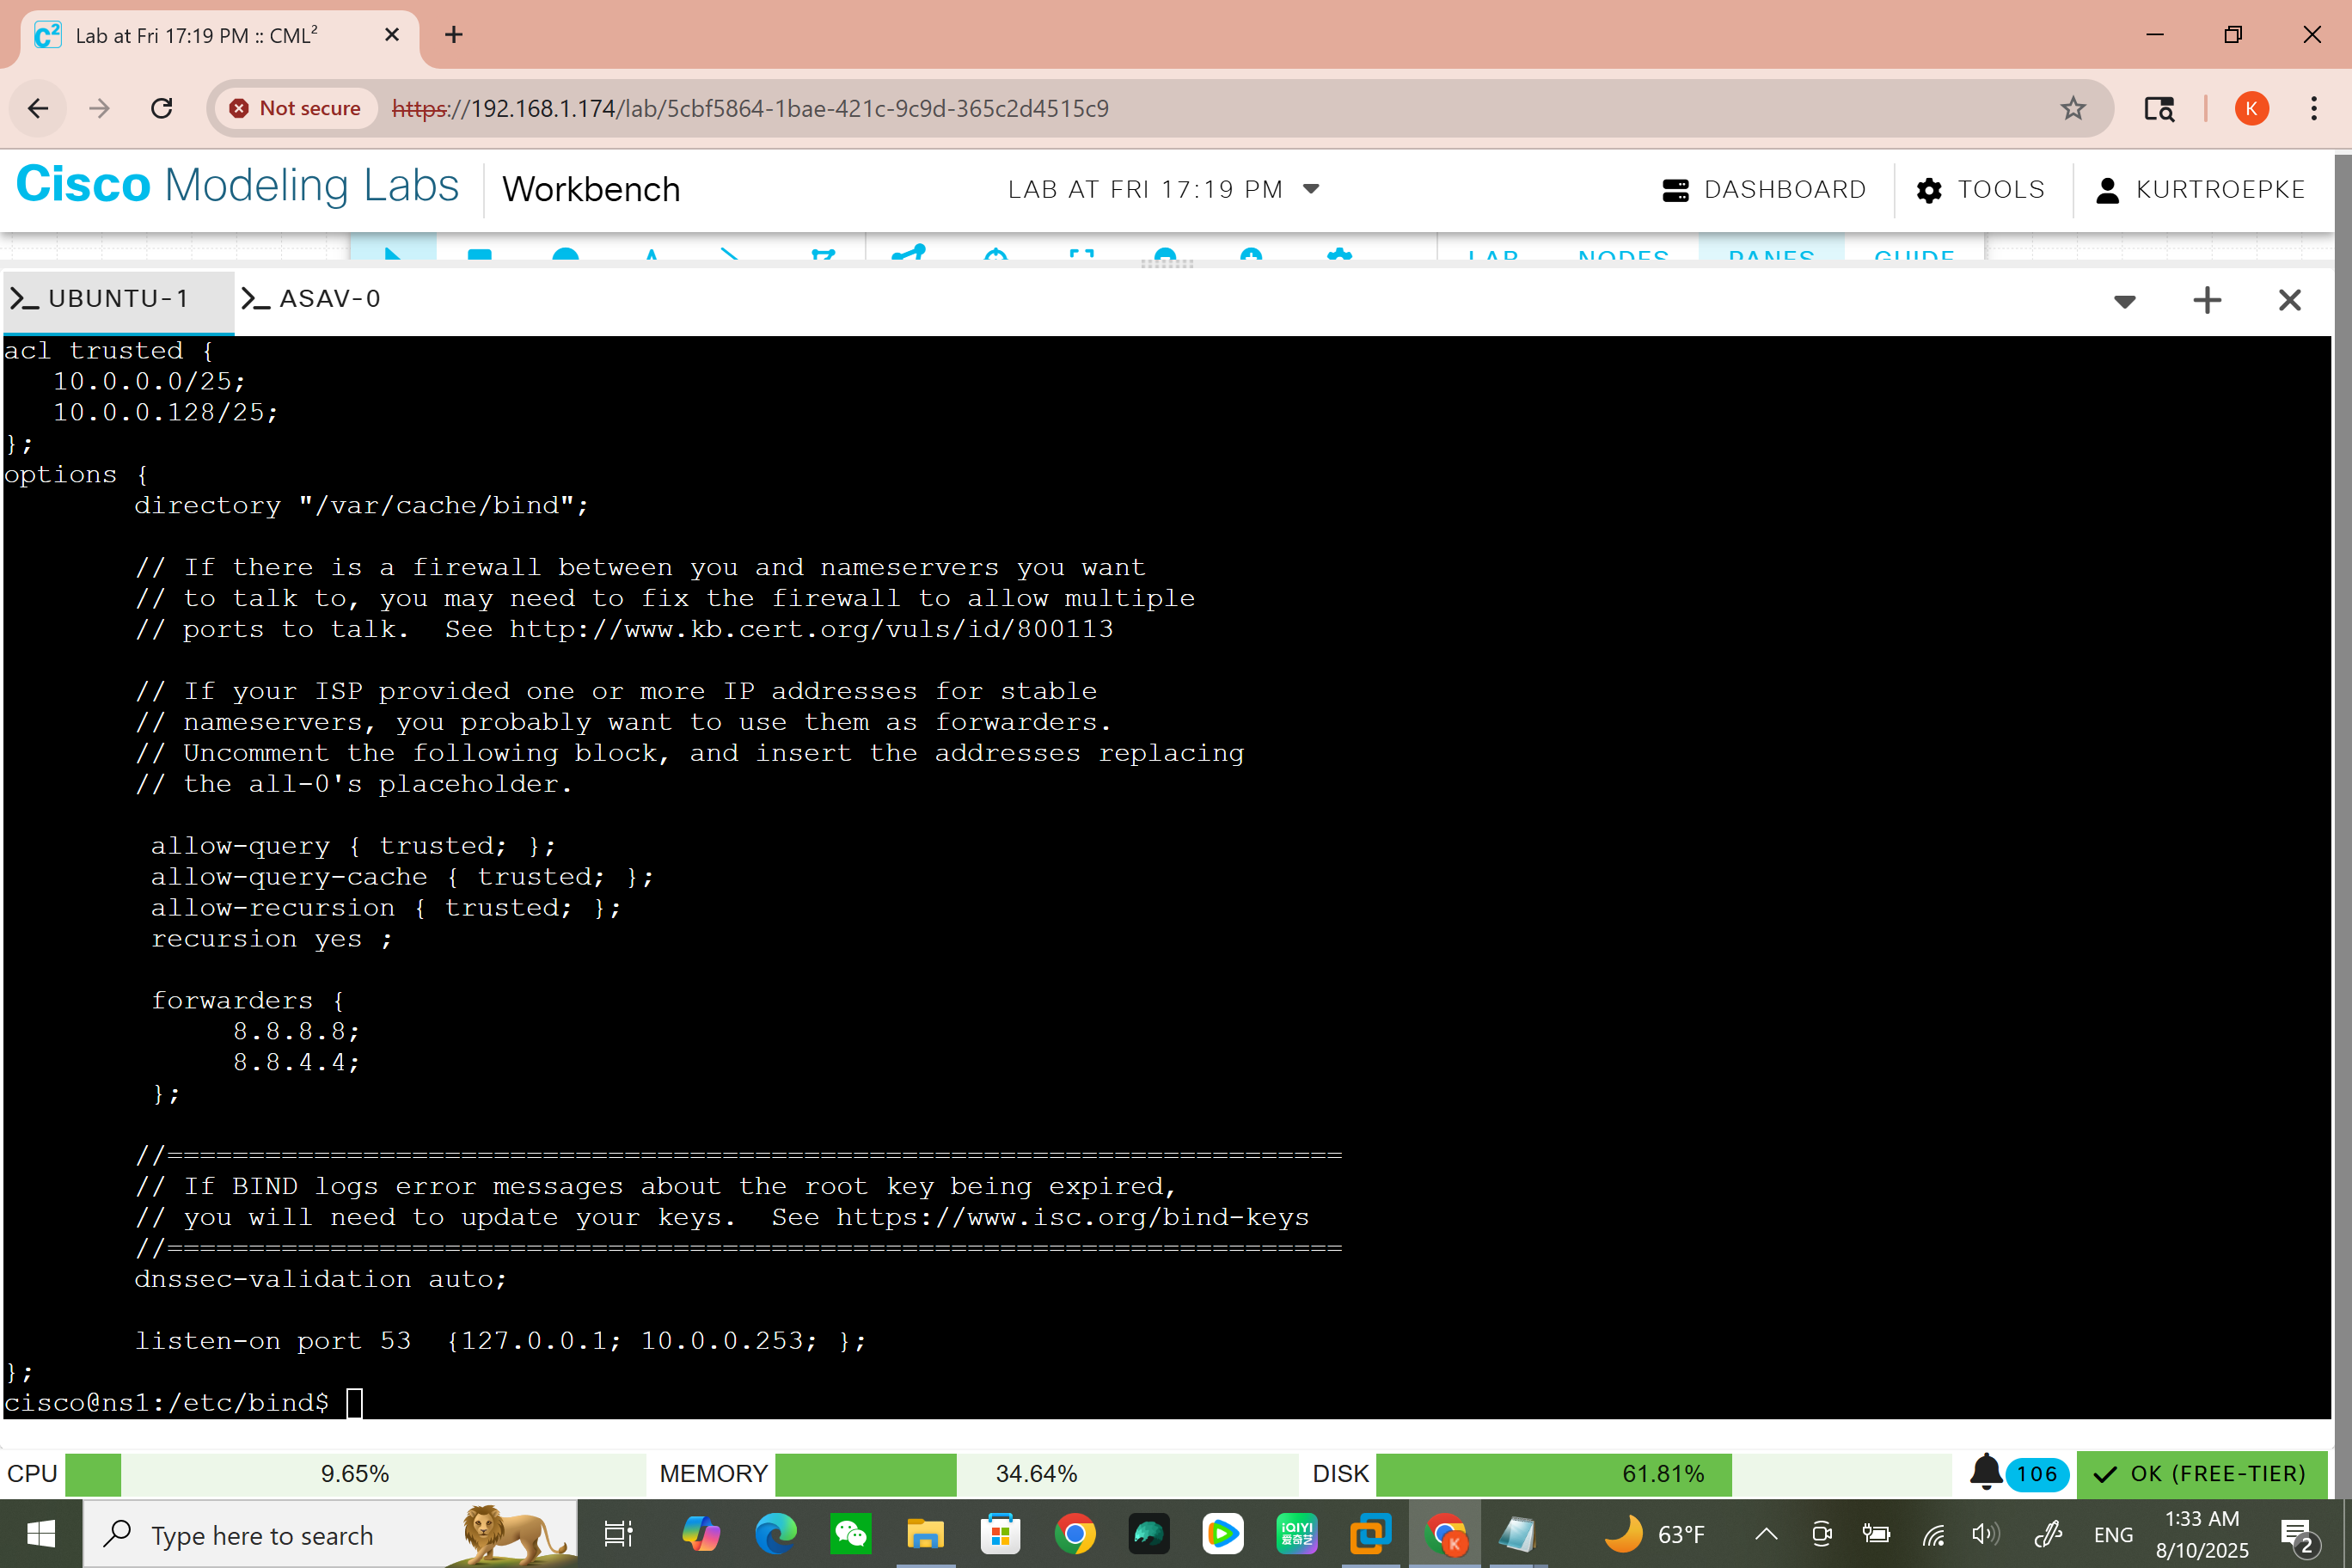 Lab at Fri 17:19 PM :: CML²
Not secure
https://192.168.1.174/lab/5cbf5864-1bae-421c-9c9d-365c2d4515c9
K
Cisco Modeling Labs
Workbench
LAB AT FRI 17:19 PM
DASHBOARD
TOOLS
KURTROEPKE
LAB
NODES
PANES
GUIDE
>_ UBUNTU-1
>_ ASAV-0
acl trusted {
   10.0.0.0/25;
   10.0.0.128/25;
};
options {
        directory "/var/cache/bind";
        // If there is a firewall between you and nameservers you want
        // to talk to, you may need to fix the firewall to allow multiple
        // ports to talk.  See http://www.kb.cert.org/vuls/id/800113
        // If your ISP provided one or more IP addresses for stable
        // nameservers, you probably want to use them as forwarders.
        // Uncomment the following block, and insert the addresses replacing
        // the all-0's placeholder.
         allow-query { trusted; };
         allow-query-cache { trusted; };
         allow-recursion { trusted; };
         recursion yes ;
         forwarders {
              8.8.8.8;
              8.8.4.4;
         };
        //========================================================================
        // If BIND logs error messages about the root key being expired,
        // you will need to update your keys.  See https://www.isc.org/bind-keys
        //========================================================================
        dnssec-validation auto;
        listen-on port 53  {127.0.0.1; 10.0.0.253; };
};
cisco@ns1:/etc/bind$
CPU 9.65%
MEMORY 34.64%
DISK 61.81%
106
OK (FREE-TIER)
Type here to search
iQIYI
爱奇艺
K
63°F
ENG
1:33 AM
8/10/2025
2